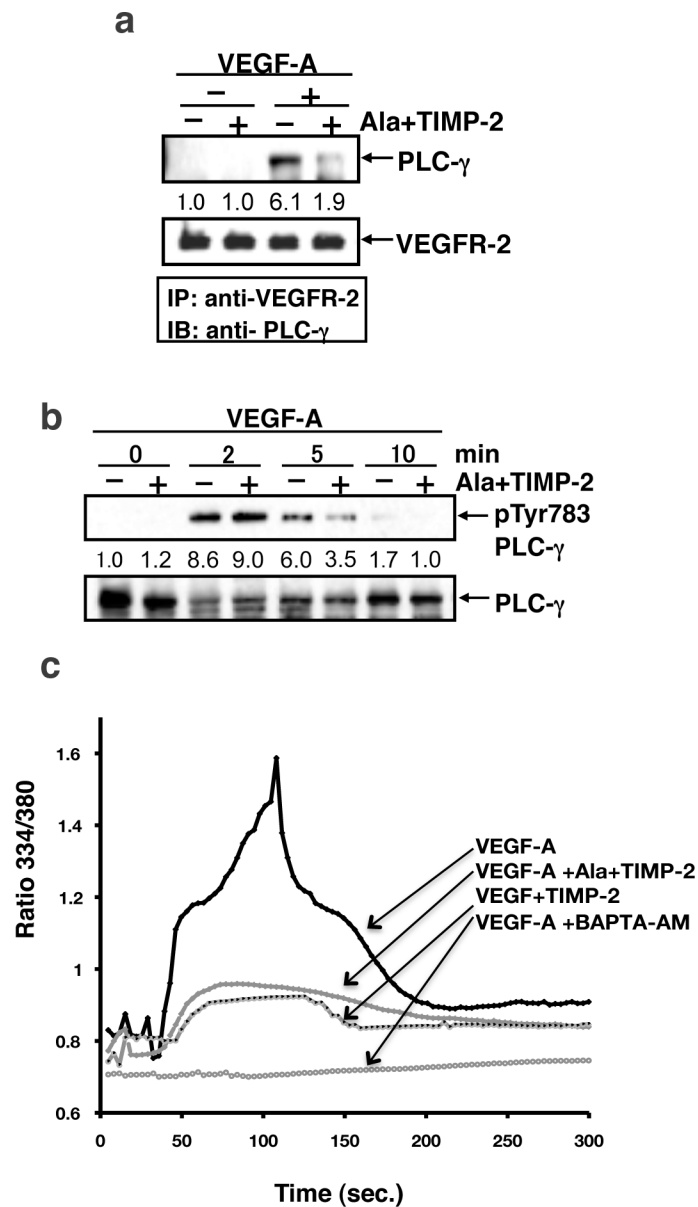 a
VEGF-A
− +
− + − + Ala+TIMP-2
PLC-γ
1.0 1.0 6.1 1.9
VEGFR-2
IP: anti-VEGFR-2
IB: anti- PLC-γ
b
VEGF-A
0 2 5 10 min
− + − + − + − + Ala+TIMP-2
pTyr783
PLC-γ
1.0 1.2 8.6 9.0 6.0 3.5 1.7 1.0
PLC-γ
c
1.6
1.4
1.2
1
0.8
0.6
Ratio 334/380
VEGF-A
VEGF-A +Ala+TIMP-2
VEGF+TIMP-2
VEGF-A +BAPTA-AM
0 50 100 150 200 250 300
Time (sec.)